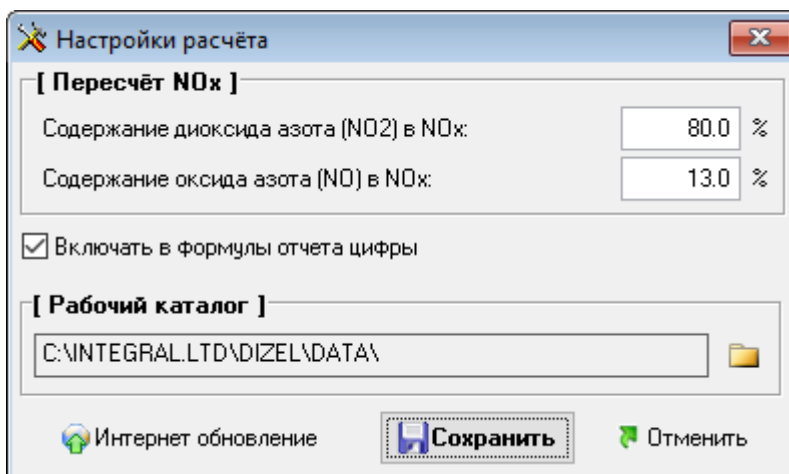 Настройки расчёта
[ Пересчёт NOx ]
Содержание диоксида азота (NO2) в NOx: 80.0 %
Содержание оксида азота (NO) в NOx: 13.0 %
Включать в формулы отчета цифры
[ Рабочий каталог ]
C:\INTEGRAL.LTD\DIZEL\DATA\
Интернет обновление Сохранить Отменить